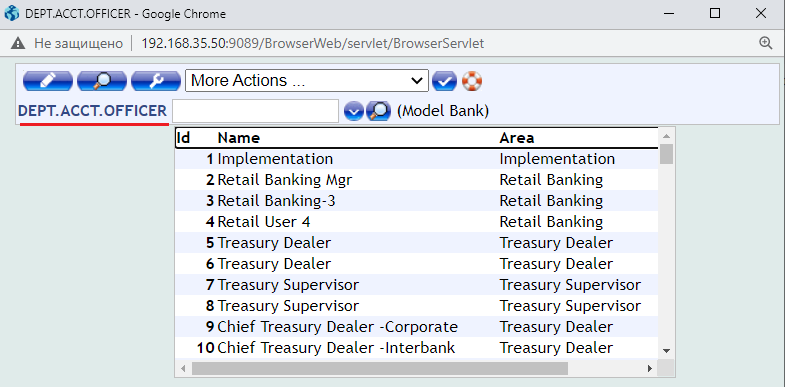 DEPT.ACCT.OFFICER - Google Chrome
Не защищено 192.168.35.50:9089/BrowserWeb/servlet/BrowserServlet
More Actions ...
DEPT.ACCT.OFFICER (Model Bank)
Id Name Area
1 Implementation Implementation
2 Retail Banking Mgr Retail Banking
3 Retail Banking-3 Retail Banking
4 Retail User 4 Retail Banking
5 Treasury Dealer Treasury Dealer
6 Treasury Dealer Treasury Dealer
7 Treasury Supervisor Treasury Supervisor
8 Treasury Supervisor Treasury Supervisor
9 Chief Treasury Dealer -Corporate Treasury Dealer
10 Chief Treasury Dealer -Interbank Treasury Dealer